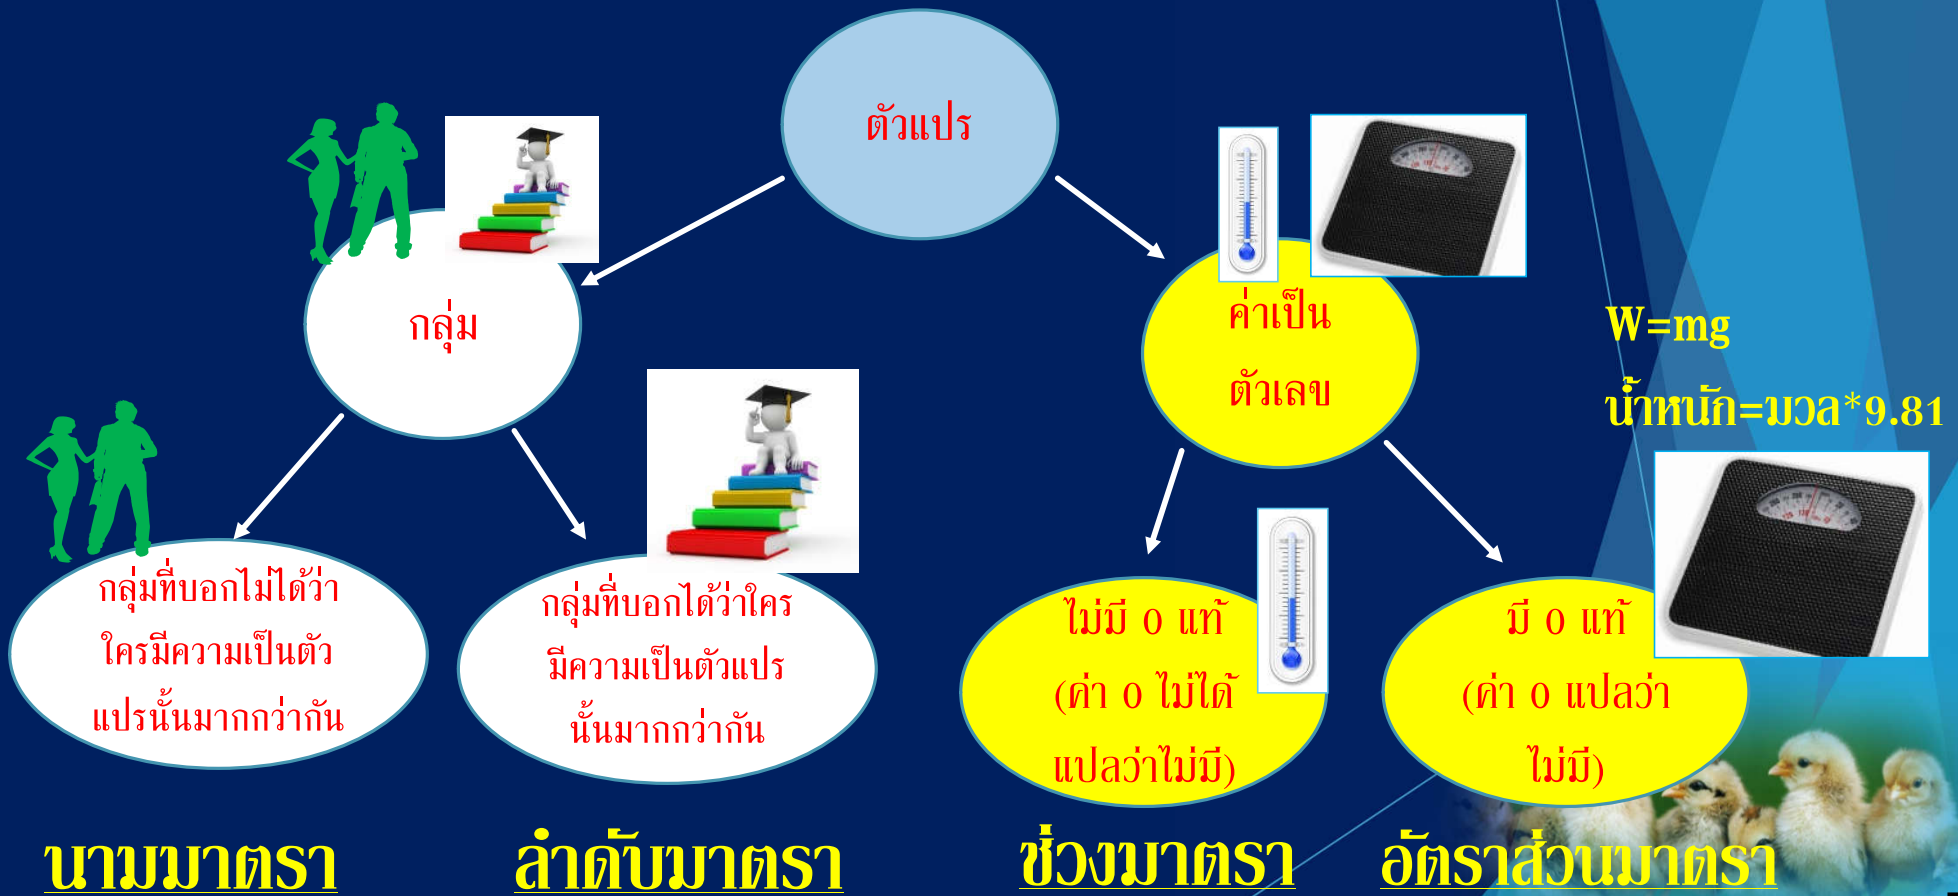 ตัวแปร
กลุ่ม
ค่าเป็น
ตัวเลข
W=mg
น้ำหนัก=มวล*9.81
กลุ่มที่บอกไม่ได้ว่า
ใครมีความเป็นตัว
แปรนั้นมากกว่ากัน
กลุ่มที่บอกได้ว่าใคร
มีความเป็นตัวแปร
นั้นมากกว่ากัน
ไม่มี 0 แท้
(ค่า 0 ไม่ได้
แปลว่าไม่มี)
มี 0 แท้
(ค่า 0 แปลว่า
ไม่มี)
นามมาตรา
ลำดับมาตรา
ช่วงมาตรา
อัตราส่วนมาตรา